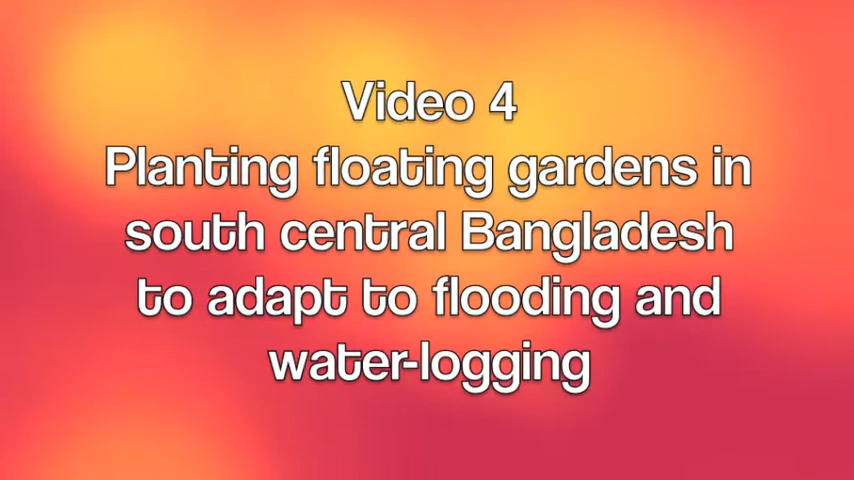 Video 4
Planting floating gardens in
south central Bangladesh
to adapt to flooding and
water-logging